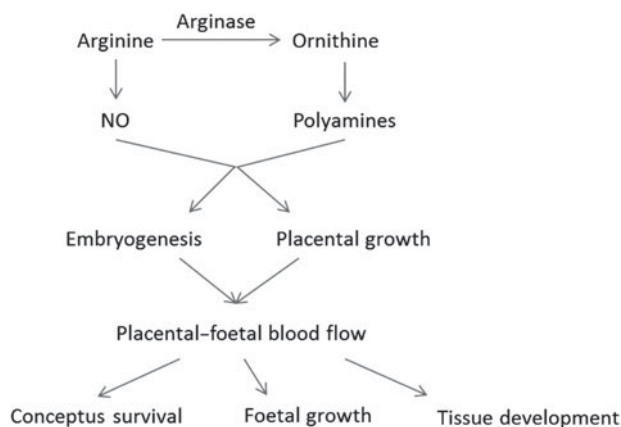 Arginase
Arginine Ornithine
NO Polyamines
Embryogenesis Placental growth
Placental–foetal blood flow
Conceptus survival Foetal growth Tissue development